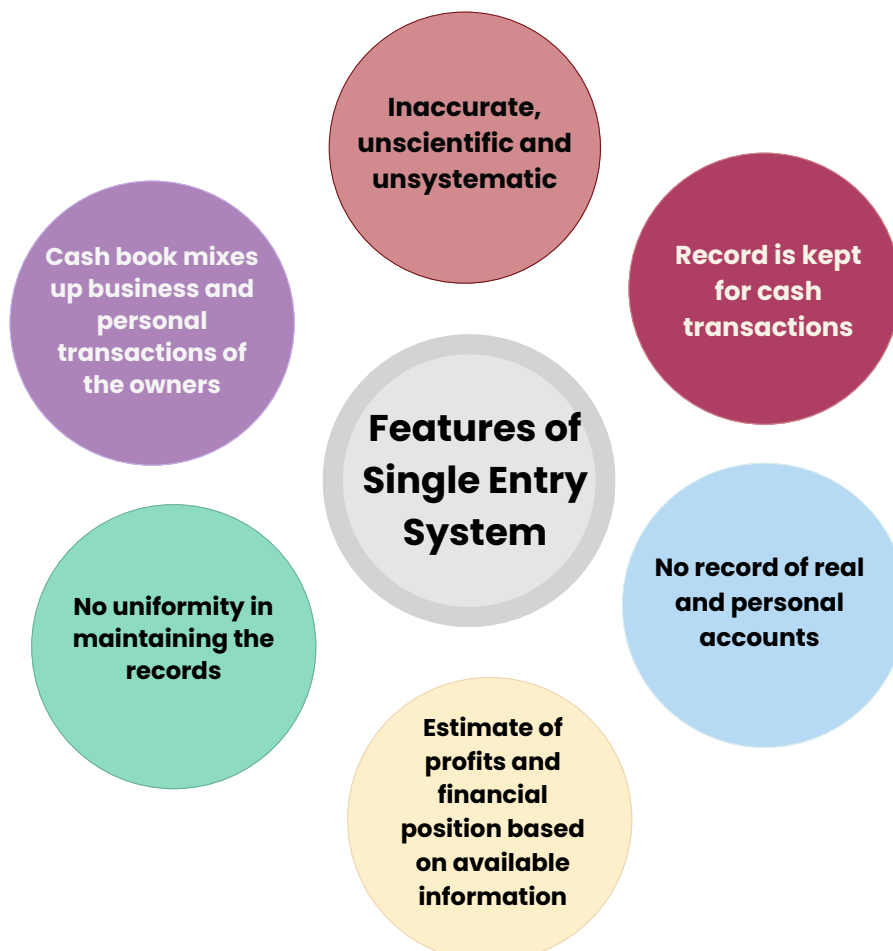 Inaccurate,
unscientific and
unsystematic
Record is kept
for cash
transactions
No record of real
and personal
accounts
Estimate of
profits and
financial
position based
on available
information
No uniformity in
maintaining the
records
Cash book mixes
up business and
personal
transactions of
the owners
Features of
Single Entry
System